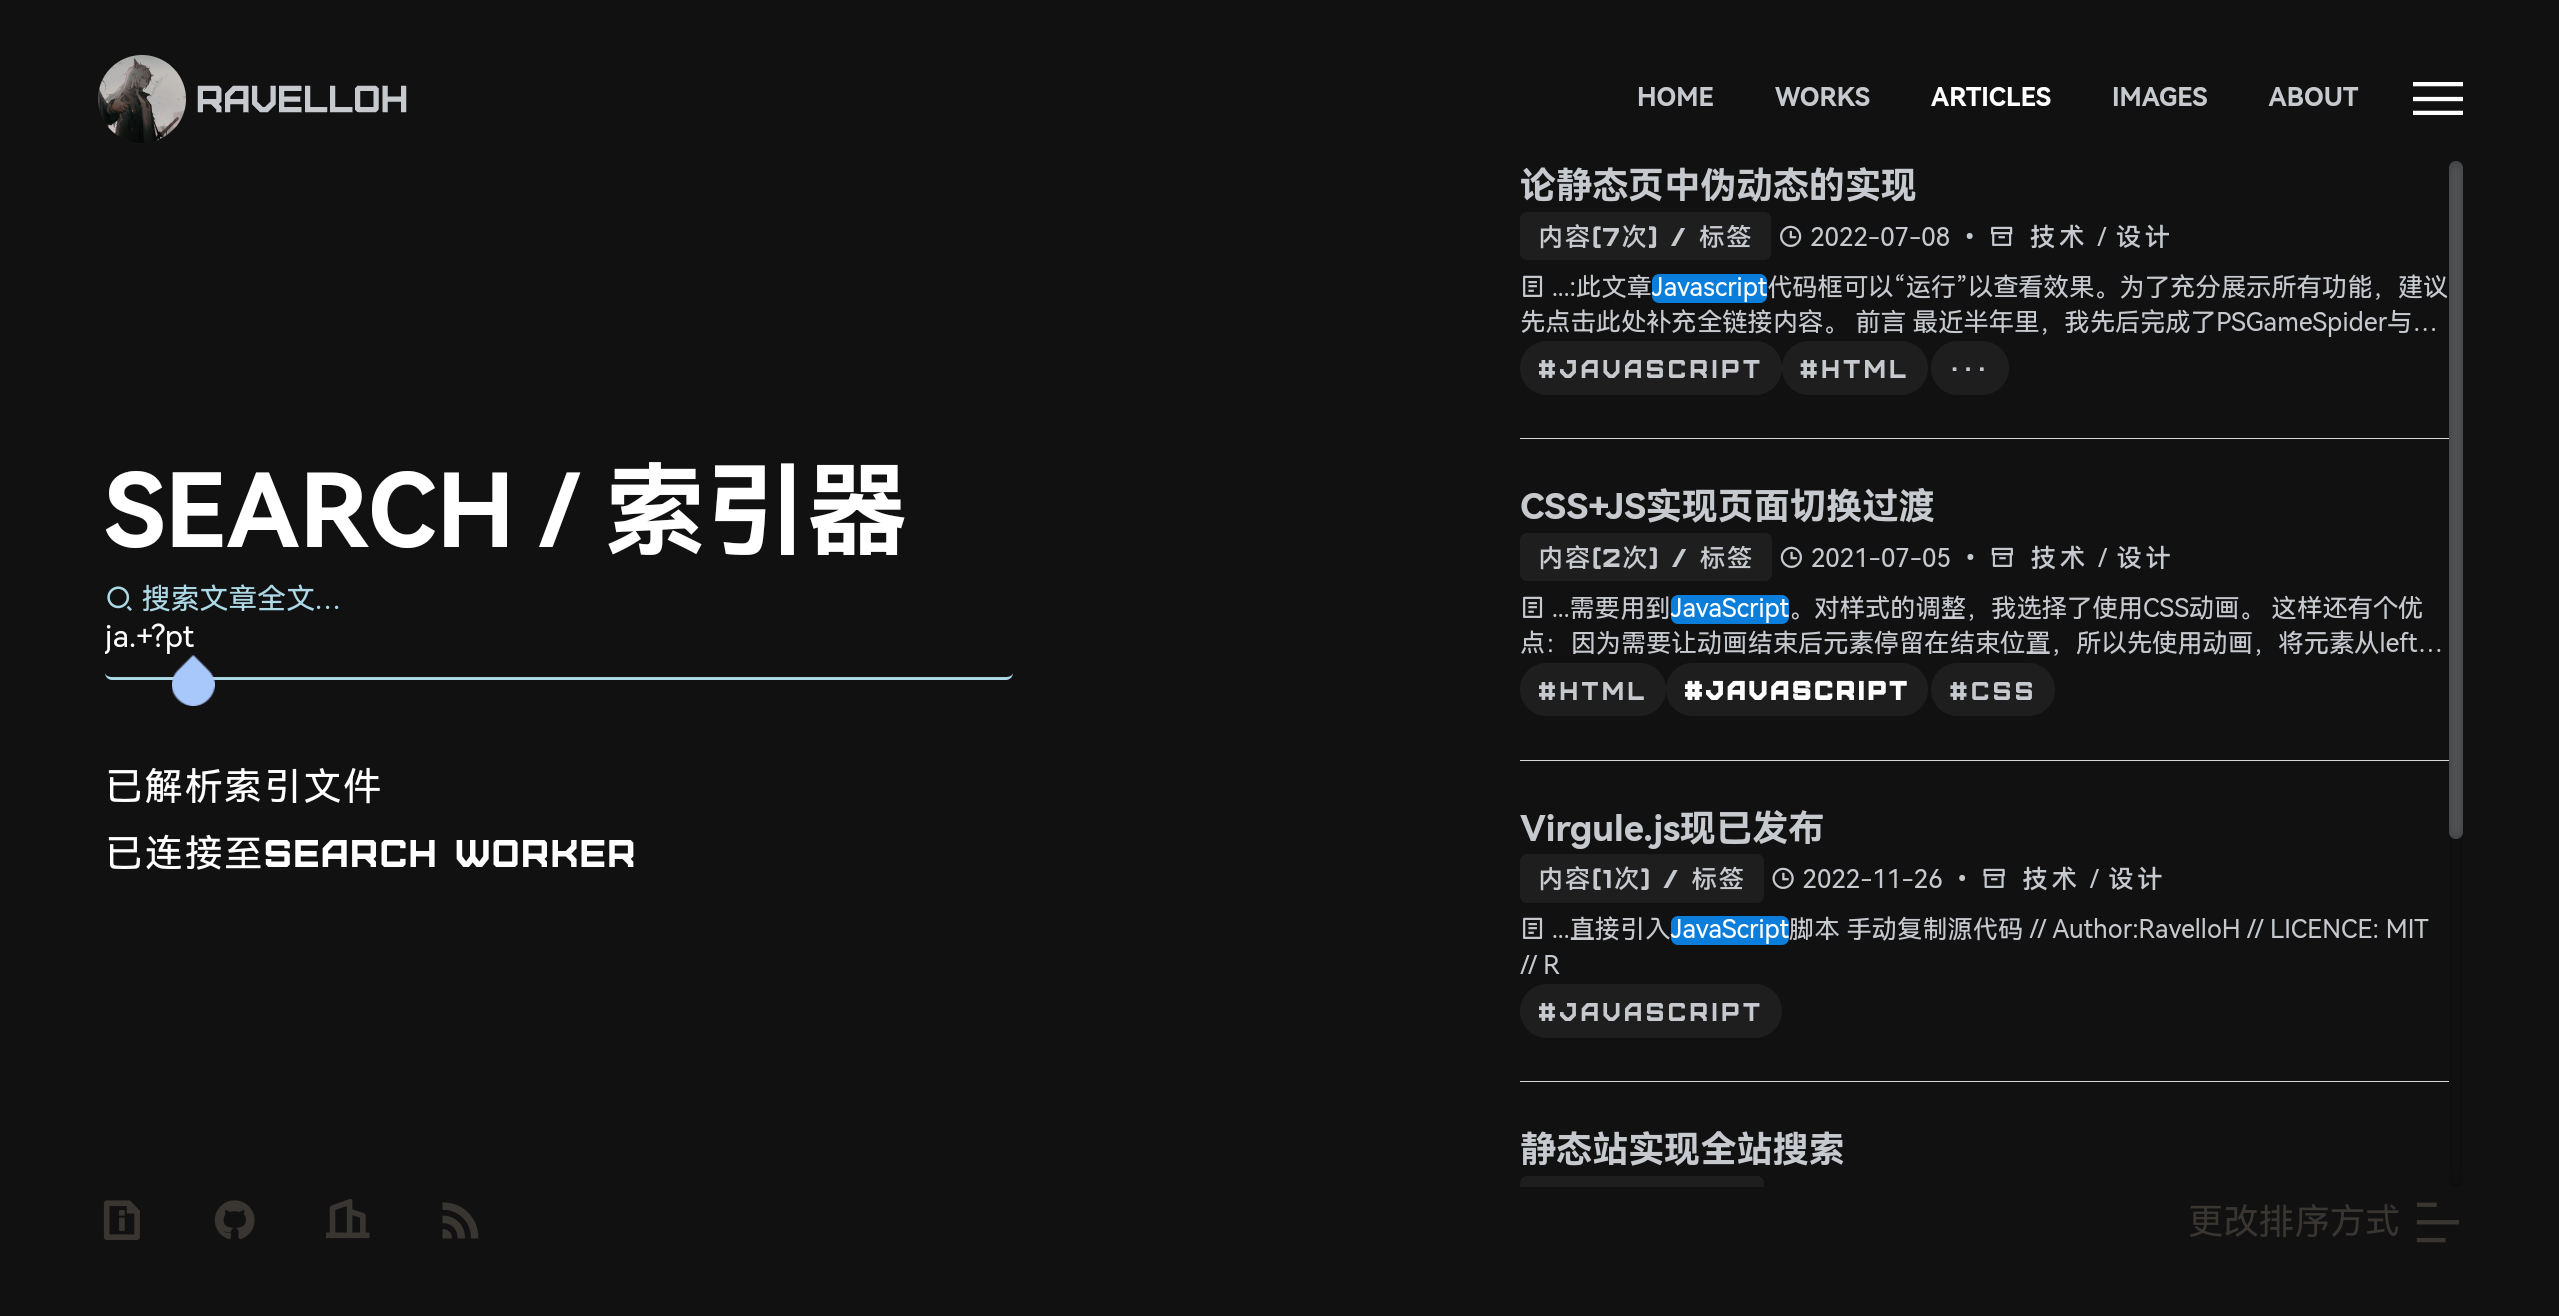 RAVELLOH
HOME WORKS ARTICLES IMAGES ABOUT
SEARCH / 索引器
搜索文章全文...
ja.+?pt
已解析索引文件
已连接至SEARCH WORKER
论静态页中伪动态的实现
内容[7次] / 标签 2022-07-08 • 技术 / 设计
...:此文章Javascript代码框可以“运行”以查看效果。为了充分展示所有功能，建议
先点击此处补充全链接内容。 前言 最近半年里，我先后完成了PSGameSpider与...
#JAVASCRIPT #HTML ...
CSS+JS实现页面切换过渡
内容[2次] / 标签 2021-07-05 • 技术 / 设计
...需要用到JavaScript。对样式的调整，我选择了使用CSS动画。 这样还有个优
点：因为需要让动画结束后元素停留在结束位置，所以先使用动画，将元素从left...
#HTML #JAVASCRIPT #CSS
Virgule.js现已发布
内容[1次] / 标签 2022-11-26 • 技术 / 设计
...直接引入JavaScript脚本 手动复制源代码 // Author:RavelloH // LICENCE: MIT
// R
#JAVASCRIPT
静态站实现全站搜索
更改排序方式